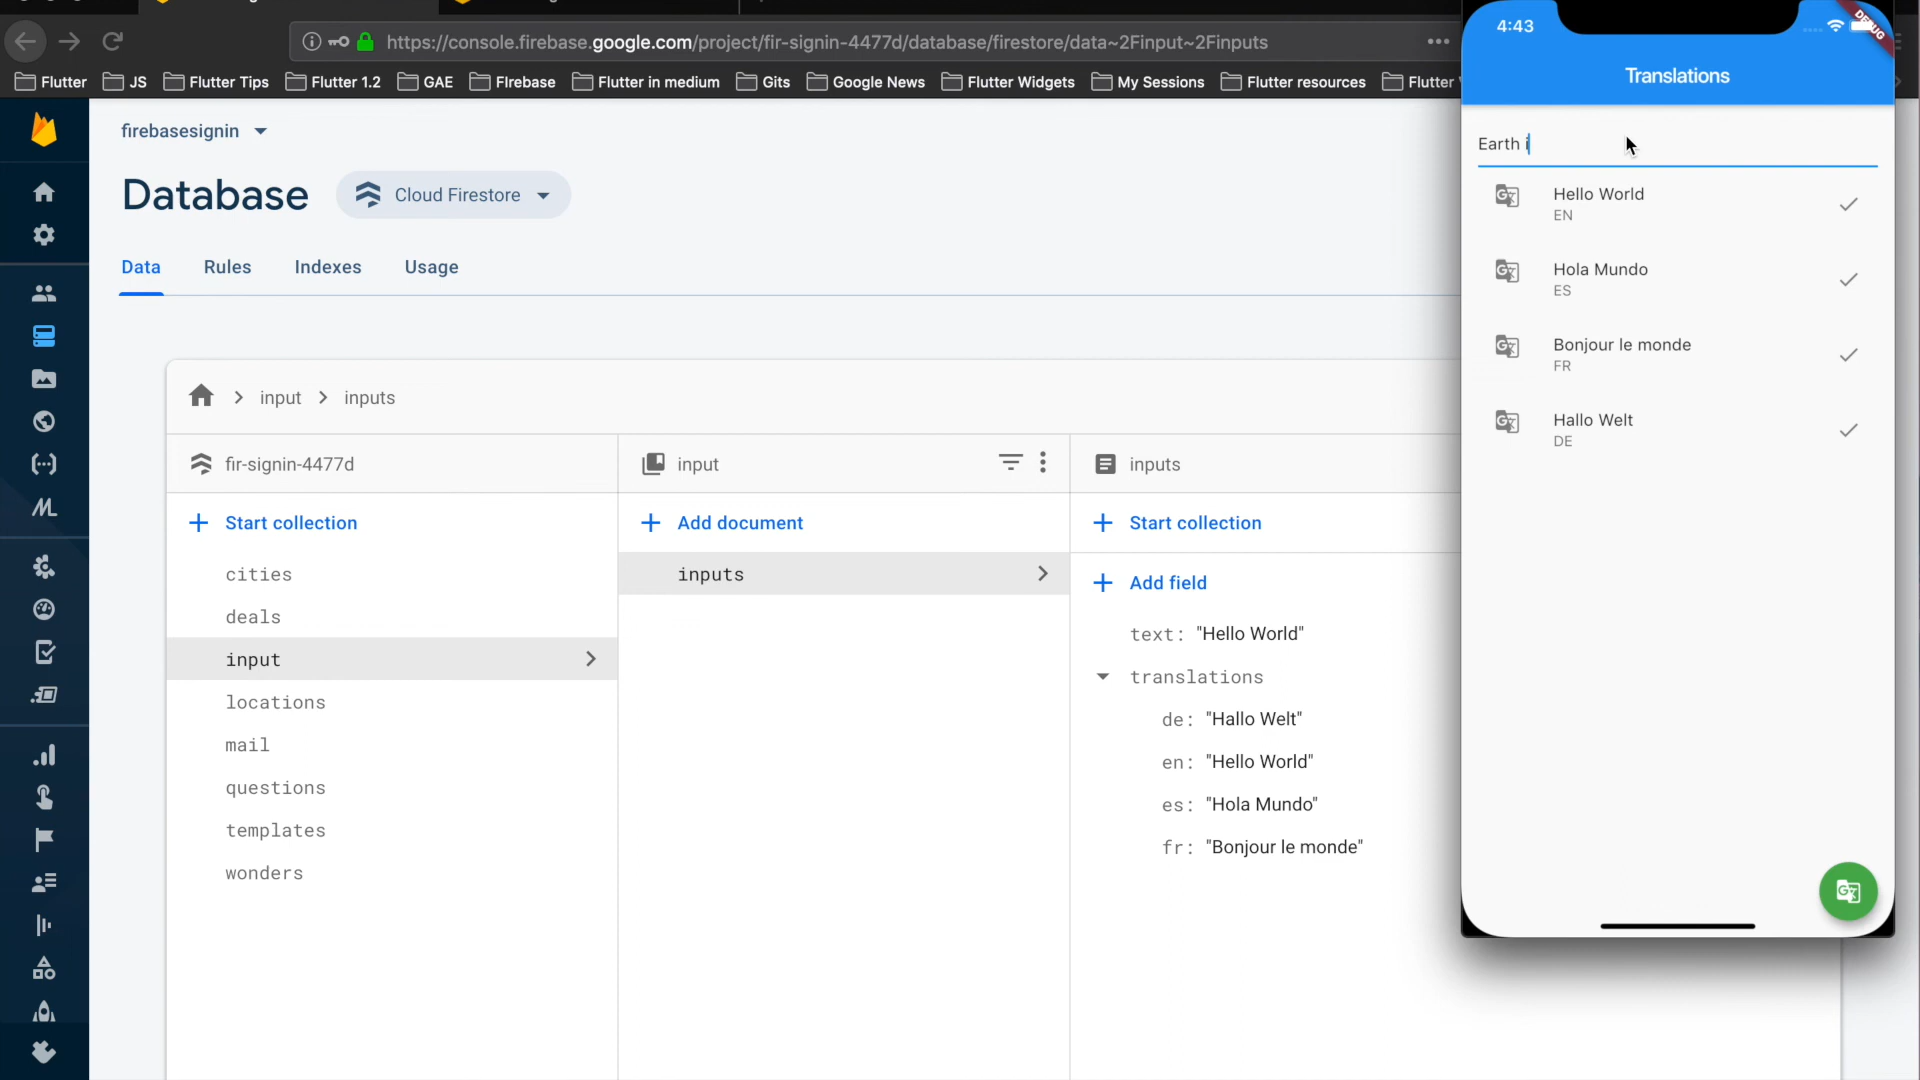 https://console.firebase.google.com/project/fir-signin-4477d/database/firestore/data~2Finput~2Finputs
Flutter JS Flutter Tips Flutter 1.2 GAE FIrebase Flutter in medium Gits Google News Flutter Widgets My Sessions Flutter resources Flutter
firebasesignin
Database Cloud Firestore
Data Rules Indexes Usage
input inputs
fir-signin-4477d input inputs
Start collection Add document Start collection
inputs
Add field
cities
deals
input
locations
mail
questions
templates
wonders
text: "Hello World"
translations
de: "Hallo Welt"
en: "Hello World"
es: "Hola Mundo"
fr: "Bonjour le monde"
4:43
DEBUG
Translations
Earth i
Hello World
EN
Hola Mundo
ES
Bonjour le monde
FR
Hallo Welt
DE